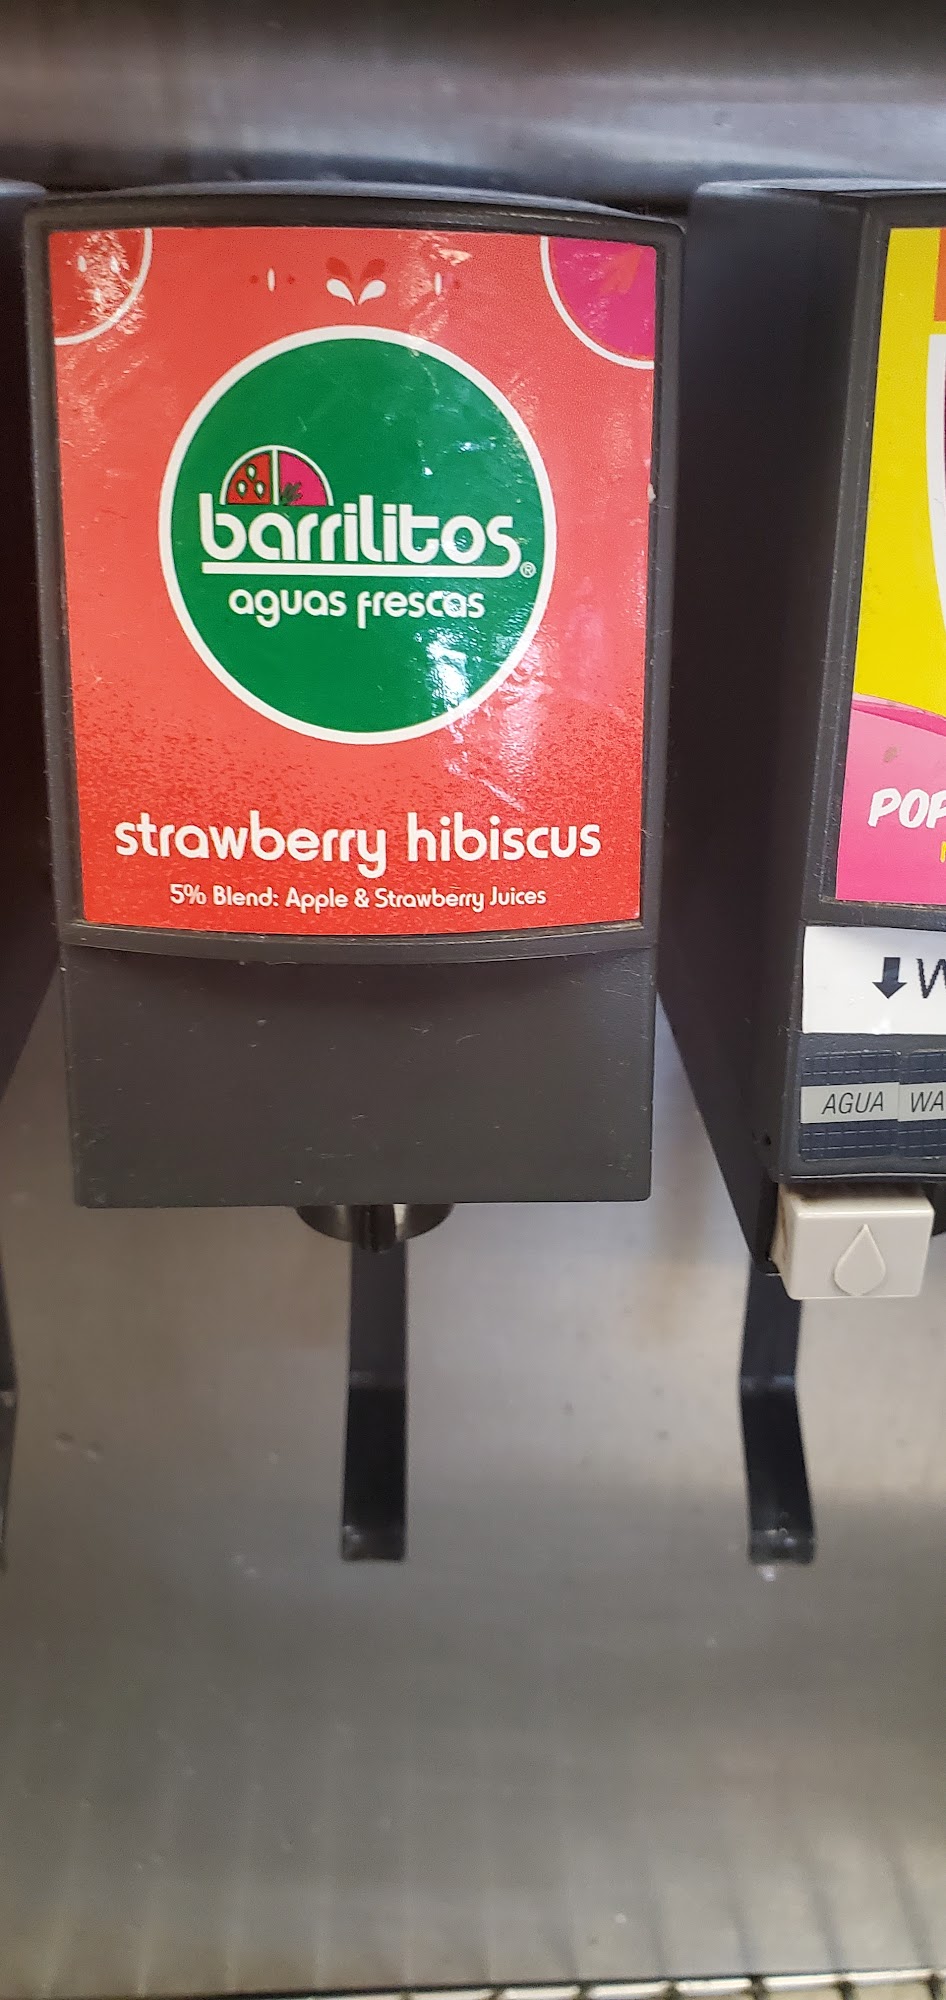 barrilitos®
aguas frescas
strawberry hibiscus
5% Blend: Apple & Strawberry Juices
AGUA